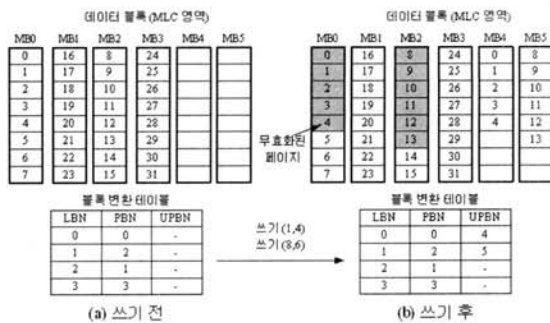 데이터 블록 (MLC 영역)
MB0 MB1 MB2 MB3 MB4 MB5
0 16 8 24
1 17 9 25
2 18 10 26
3 19 11 27
4 20 12 28
5 21 13 29
6 22 14 30
7 23 15 31
블록 변환 테이블
LBN PBN UPBN
0 0 -
1 2 -
2 1 -
3 3 -
(a) 쓰기 전
쓰기 (1,4)
쓰기 (8,6)
데이터 블록 (MLC 영역)
MB0 MB1 MB2 MB3 MB4 MB5
0 16 8 24 0 8
1 17 9 25 1 9
2 18 10 26 2 10
3 19 11 27 3 11
4 20 12 28 4 12
5 21 13 29 13
6 22 14 30
7 23 15 31
무효화된
페이지
블록 변환 테이블
LBN PBN UPBN
0 0 4
1 2 5
2 1 -
3 3 -
(b) 쓰기 후